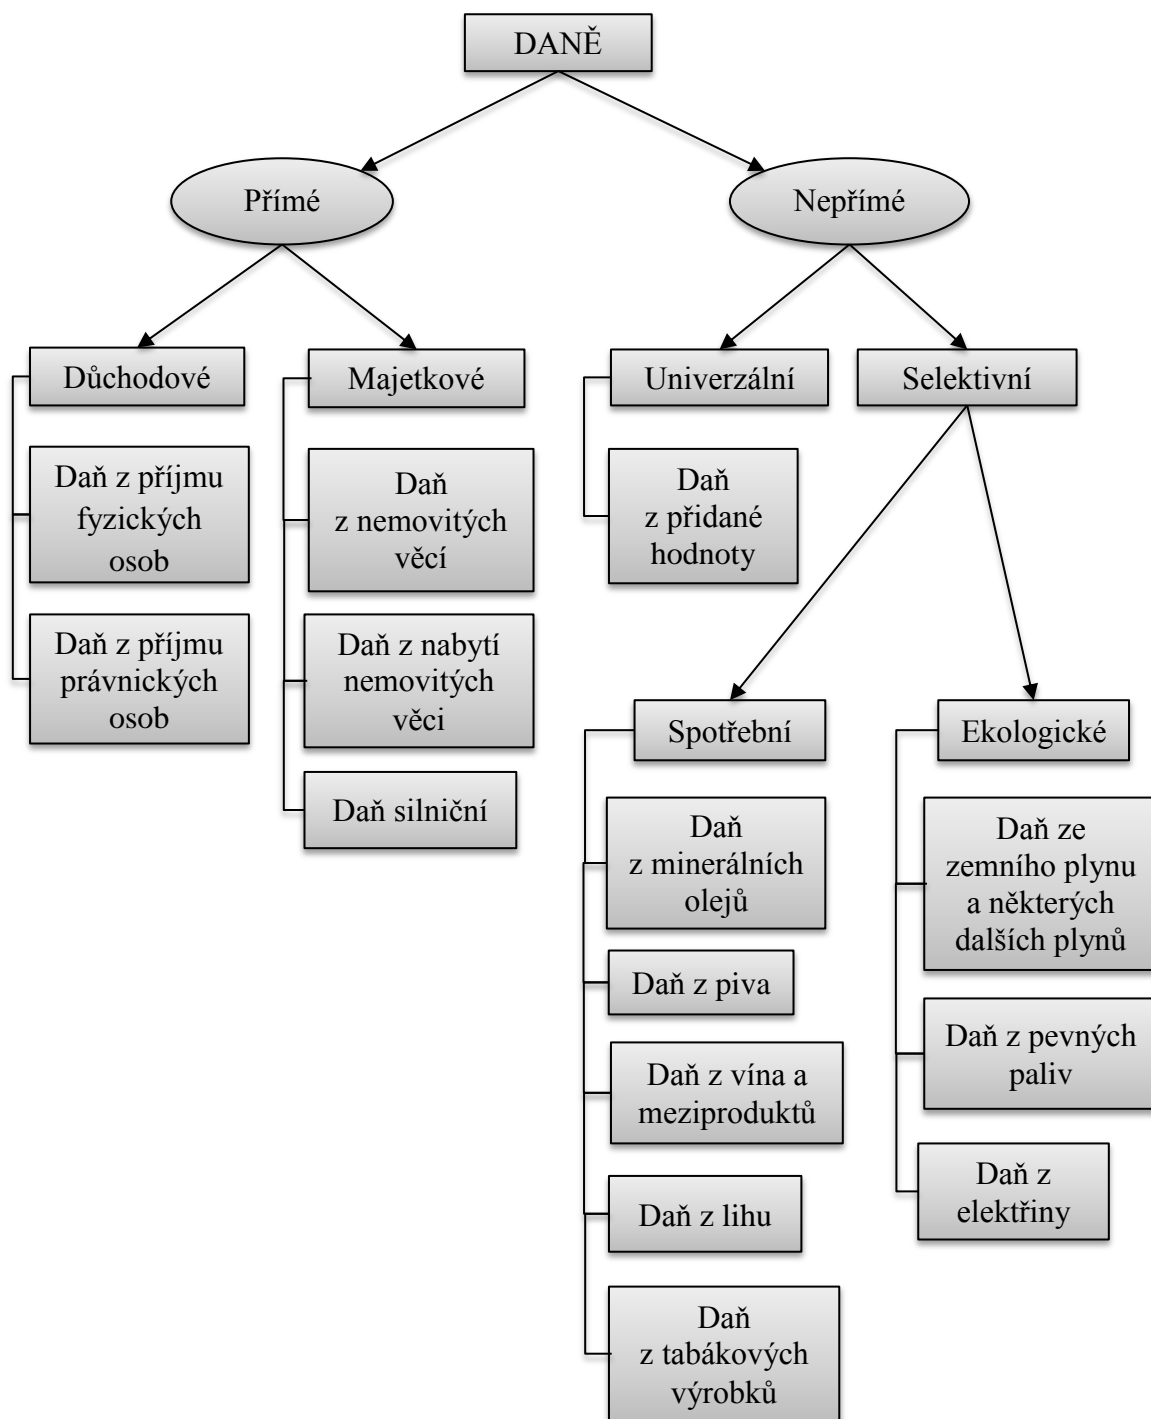 DANĚ
Přímé
Nepřímé
Důchodové
Majetkové
Univerzální
Selektivní
Daň z příjmu
fyzických
osob
Daň z příjmu
právnických
osob
Daň
z nemovitých
věcí
Daň z nabytí
nemovitých
věci
Daň silniční
Daň
z přidané
hodnoty
Spotřební
Daň
z minerálních
olejů
Daň z piva
Daň z vína a
meziproduktů
Daň z lihu
Daň
z tabákových
výrobků
Ekologické
Daň ze
zemního plynu
a některých
dalších plynů
Daň z pevných
paliv
Daň z
elektřiny